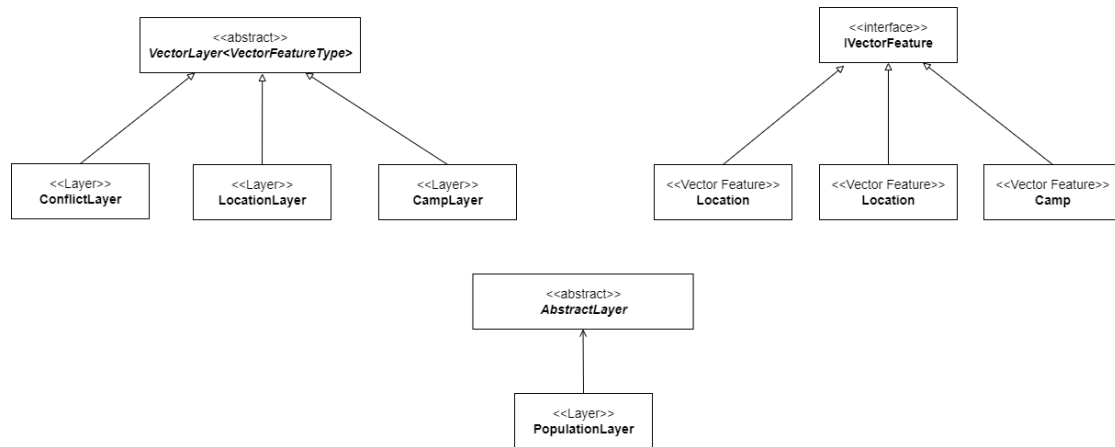 <<abstract>>
VectorLayer<VectorFeatureType>
<<Layer>>
ConflictLayer
<<Layer>>
LocationLayer
<<Layer>>
CampLayer
<<interface>>
IVectorFeature
<<Vector Feature>>
Location
<<Vector Feature>>
Location
<<Vector Feature>>
Camp
<<abstract>>
AbstractLayer
<<Layer>>
PopulationLayer